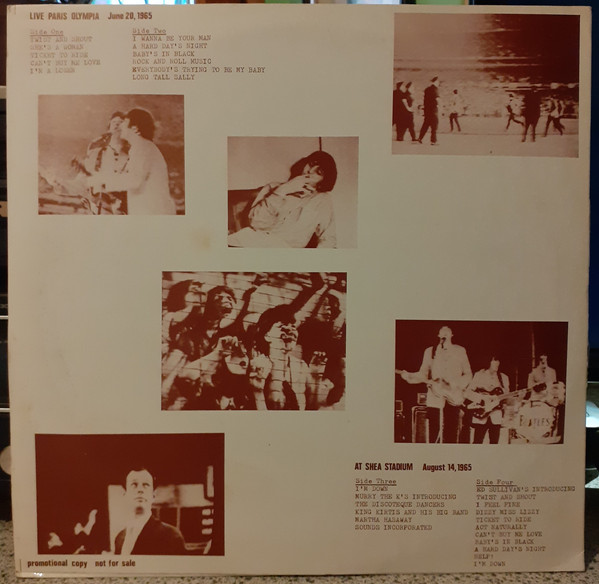 LIVE PARIS OLYMPIA June 20, 1965
Side One
TWIST AND SHOUT
SHE'S A WOMAN
TICKET TO RIDE
CAN'T BUY ME LOVE
I'M A LOSER
Side Two
I WANNA BE YOUR MAN
A HARD DAY'S NIGHT
BABY'S IN BLACK
ROCK AND ROLL MUSIC
EVERYBODY'S TRYING TO BE MY BABY
LONG TALL SALLY
BEATLES
AT SHEA STADIUM August 14, 1965
Side Three
I'M DOWN
MURRY THE K'S INTRODUCING
THE DISCOTEQUE DANCERS
KING KIRTIS AND HIS BIG BAND
MARTHA HASAWAY
SOUNDS INCORPORATED
Side Four
ED SULLIVAN'S INTRODUCING
TWIST AND SHOUT
I FEEL FINE
DIZZY MISS LIZZY
TICKET TO RIDE
ACT NATURALLY
CAN'T BUY ME LOVE
BABY'S IN BLACK
A HARD DAY'S NIGHT
HELP!
I'M DOWN
promotional copy not for sale